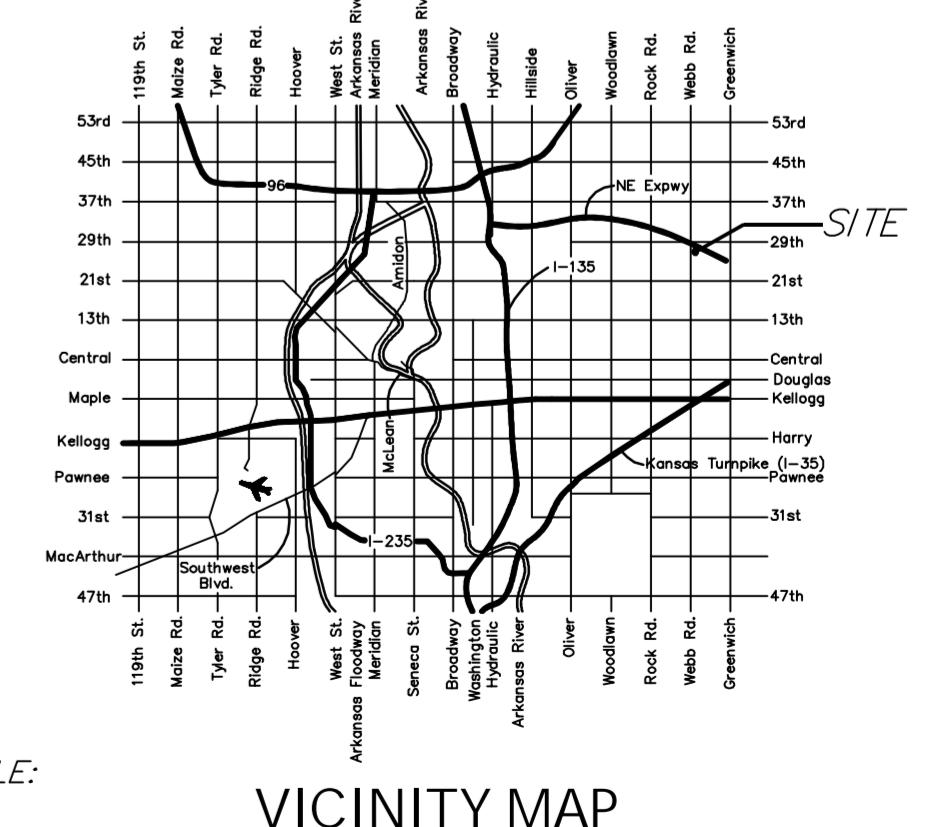 119th St.
Maize Rd.
Tyler Rd.
Ridge Rd.
Hoover
West St.
Arkansas Riv
Meridian
Arkansas Riv
Broadway
Hydraulic
Hillside
Oliver
Woodlawn
Rock Rd.
Webb Rd.
Greenwich
53rd
53rd
45th
45th
96
NE Expwy
37th
37th
SITE
29th
29th
Amidon
I-135
21st
21st
13th
13th
Central
Central
Douglas
Maple
Kellogg
McLean
Kellogg
Harry
Kansas Turnpike (I-35)
Pawnee
Pawnee
31st
31st
I-235
MacArthur
Southwest
Blvd.
47th
47th
119th St.
Maize Rd.
Tyler Rd.
Ridge Rd.
Hoover
West St.
Arkansas Floodway
Meridian
Seneca St.
Broadway
Washington
Hydraulic
Arkansas River
Oliver
Woodlawn
Rock Rd.
Webb Rd.
Greenwich
LE:
VICINITY MAP